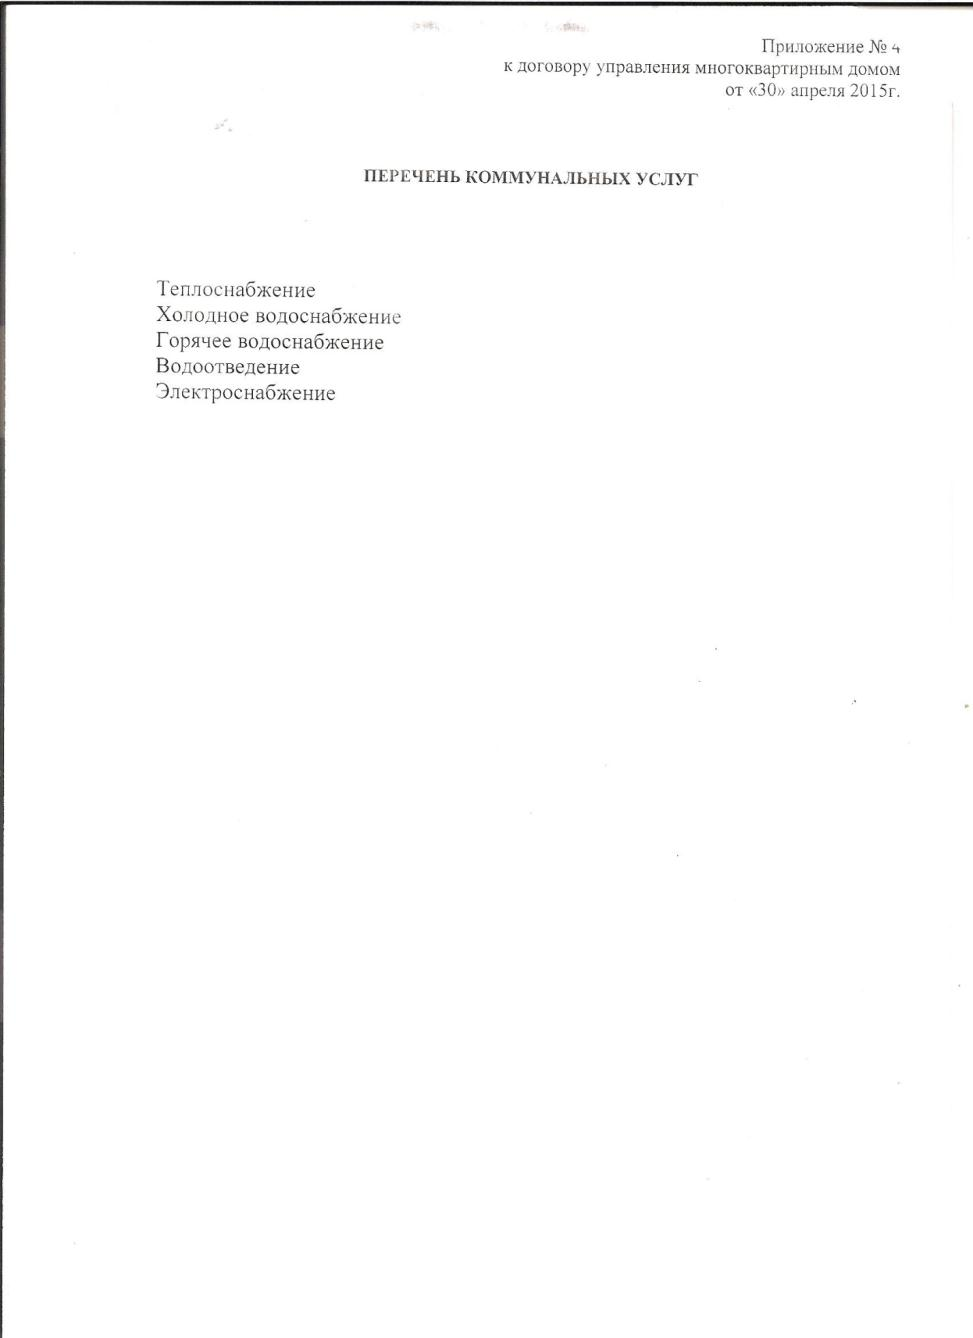 Приложение № 4
к договору управления многоквартирным домом
от «30» апреля 2015г.
ПЕРЕЧЕНЬ КОММУНАЛЬНЫХ УСЛУГ
Теплоснабжение
Холодное водоснабжение
Горячее водоснабжение
Водоотведение
Электроснабжение